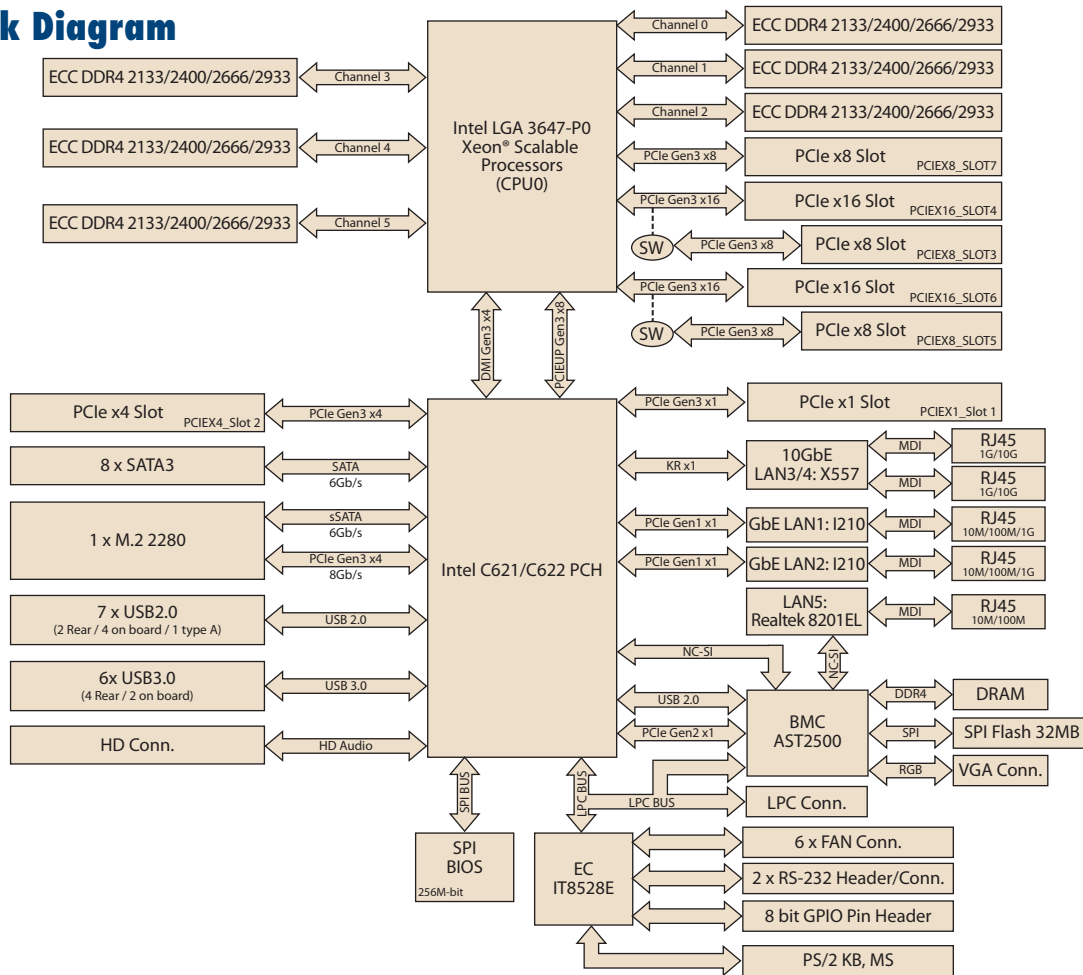 k Diagram
ECC DDR4 2133/2400/2666/2933
Channel 3
ECC DDR4 2133/2400/2666/2933
Channel 4
ECC DDR4 2133/2400/2666/2933
Channel 5
Intel LGA 3647-P0
Xeon® Scalable
Processors
(CPU0)
Channel 0
ECC DDR4 2133/2400/2666/2933
Channel 1
ECC DDR4 2133/2400/2666/2933
Channel 2
ECC DDR4 2133/2400/2666/2933
PCIe Gen3 x8
PCIe x8 Slot
PCIEX8_SLOT7
PCIe Gen3 x16
PCIe x16 Slot
PCIEX16_SLOT4
SW
PCIe Gen3 x8
PCIe x8 Slot
PCIEX8_SLOT3
PCIe Gen3 x16
PCIe x16 Slot
PCIEX16_SLOT6
SW
PCIe Gen3 x8
PCIe x8 Slot
PCIEX8_SLOT5
DMI Gen3 x4
PCIEUP Gen3 x8
PCIe x4 Slot
PCIEX4_Slot 2
PCIe Gen3 x4
8 x SATA3
SATA
6Gb/s
1 x M.2 2280
sSATA
6Gb/s
PCIe Gen3 x4
8Gb/s
7 x USB2.0
(2 Rear / 4 on board / 1 type A)
USB 2.0
6x USB3.0
(4 Rear / 2 on board)
USB 3.0
HD Conn.
HD Audio
Intel C621/C622 PCH
PCIe Gen3 x1
PCIe x1 Slot
PCIEX1_Slot 1
KR x1
10GbE
LAN3/4: X557
MDI
RJ45
1G/10G
MDI
RJ45
1G/10G
PCIe Gen1 x1
GbE LAN1: I210
MDI
RJ45
10M/100M/1G
PCIe Gen1 x1
GbE LAN2: I210
MDI
RJ45
10M/100M/1G
LAN5:
Realtek 8201EL
MDI
RJ45
10M/100M
NC-SI
NC-SI
USB 2.0
PCIe Gen2 x1
BMC
AST2500
DDR4
DRAM
SPI
SPI Flash 32MB
RGB
VGA Conn.
SPI BUS
LPC BUS
LPC BUS
LPC Conn.
SPI
BIOS
256M-bit
EC
IT8528E
6 x FAN Conn.
2 x RS-232 Header/Conn.
8 bit GPIO Pin Header
PS/2 KB, MS